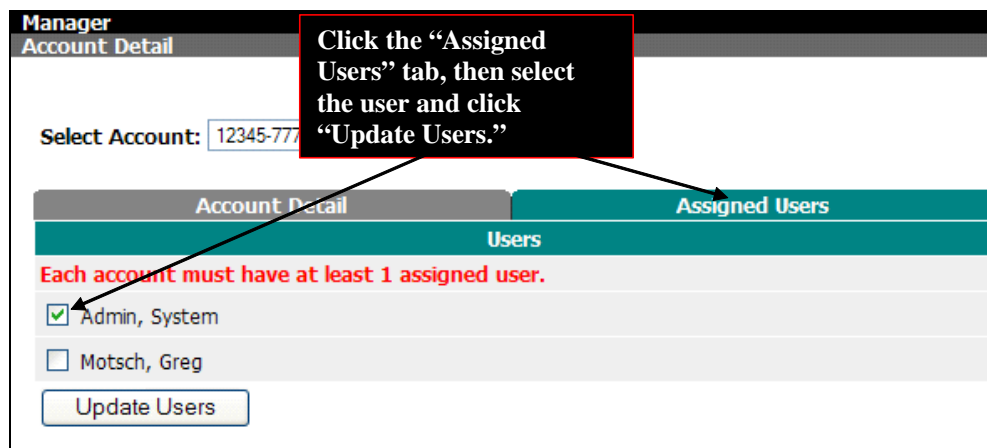 Manager
Account Detail
Click the “Assigned
Users” tab, then select
the user and click
“Update Users.”
Select Account: 12345-777
Account Detail
Assigned Users
Users
Each account must have at least 1 assigned user.
Admin, System
Motsch, Greg
Update Users